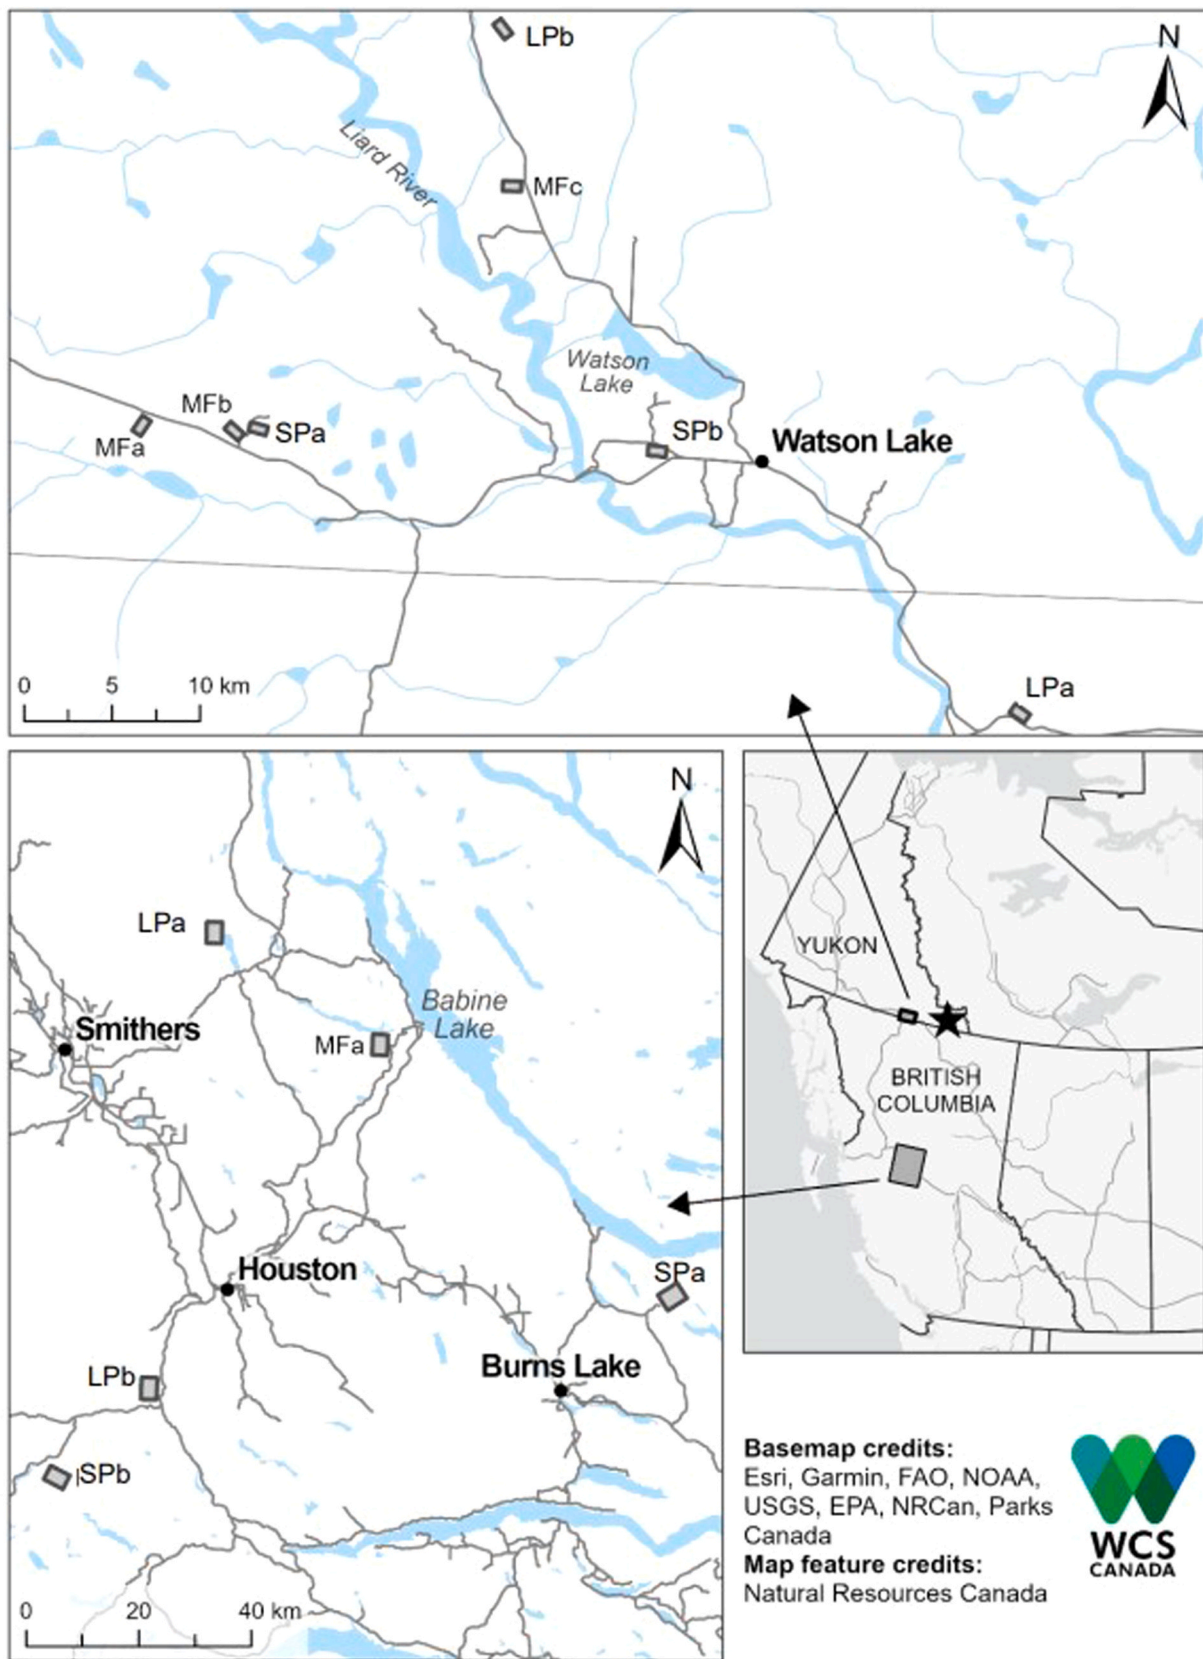 LPb
N
Liard River
MFc
Watson
Lake
MFb
SPa
MFa
SPb
Watson Lake
0 5 10 km
LPa
N
LPa
Babine
Lake
Smithers
MFa
Houston
SPa
Burns Lake
LPb
SPb
0 20 40 km
YUKON
BRITISH
COLUMBIA
Basemap credits:
Esri, Garmin, FAO, NOAA,
USGS, EPA, NRCan, Parks
Canada
Map feature credits:
Natural Resources Canada
WCS
CANADA